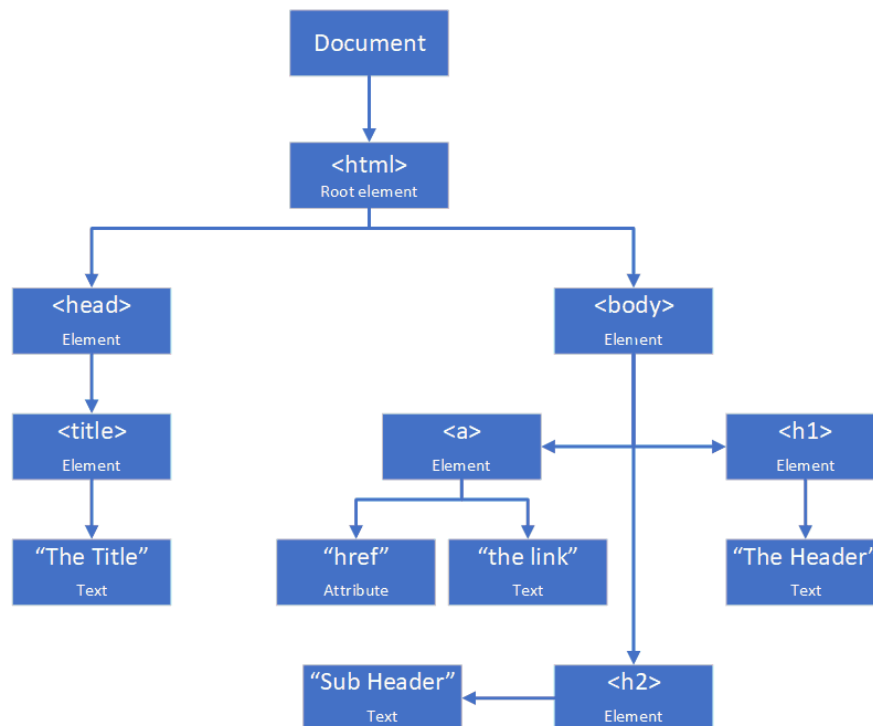 Document
<html>
Root element
<head>
Element
<body>
Element
<title>
Element
<a>
Element
<h1>
Element
“The Title”
Text
“href”
Attribute
“the link”
Text
“The Header”
Text
“Sub Header”
Text
<h2>
Element